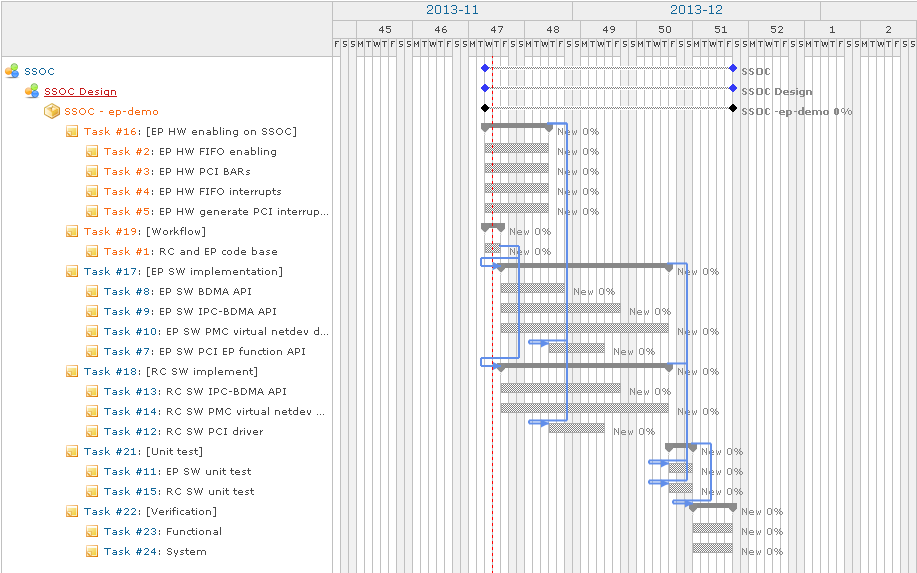 2013-11 2013-12
45 46 47 48 49 50 51 52 1 2
F S S M T W T F S S M T W T F S S M T W T F S S M T W T F S S M T W T F S S M T W T F S S M T W T F S S M T W T F S S M T W T F S S M T W T F S S M T W T F S S
SSOC SSOC
SSOC Design SSOC Design
SSOC - ep-demo SSOC -ep-demo 0%
Task #16: [EP HW enabling on SSOC] New 0%
Task #2: EP HW FIFO enabling New 0%
Task #3: EP HW PCI BARs New 0%
Task #4: EP HW FIFO interrupts New 0%
Task #5: EP HW generate PCI interrup... New 0%
Task #19: [Workflow] New 0%
Task #1: RC and EP code base New 0%
Task #17: [EP SW implementation] New 0%
Task #8: EP SW BDMA API New 0%
Task #9: EP SW IPC-BDMA API New 0%
Task #10: EP SW PMC virtual netdev d... New 0%
Task #7: EP SW PCI EP function API New 0%
Task #18: [RC SW implement] New 0%
Task #13: RC SW IPC-BDMA API New 0%
Task #14: RC SW PMC virtual netdev ... New 0%
Task #12: RC SW PCI driver New 0%
Task #21: [Unit test] New 0%
Task #11: EP SW unit test New 0%
Task #15: RC SW unit test New 0%
Task #22: [Verification] New 0%
Task #23: Functional New 0%
Task #24: System New 0%